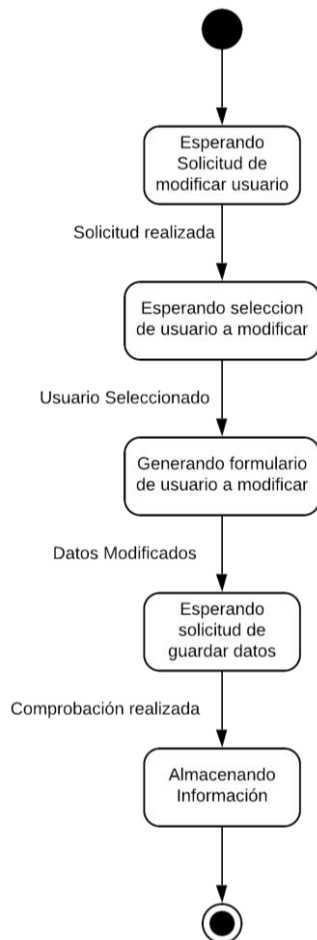 Esperando
Solicitud de
modificar usuario
Solicitud realizada
Esperando seleccion
de usuario a modificar
Usuario Seleccionado
Generando formulario
de usuario a modificar
Datos Modificados
Esperando
solicitud de
guardar datos
Comprobación realizada
Almacenando
Información